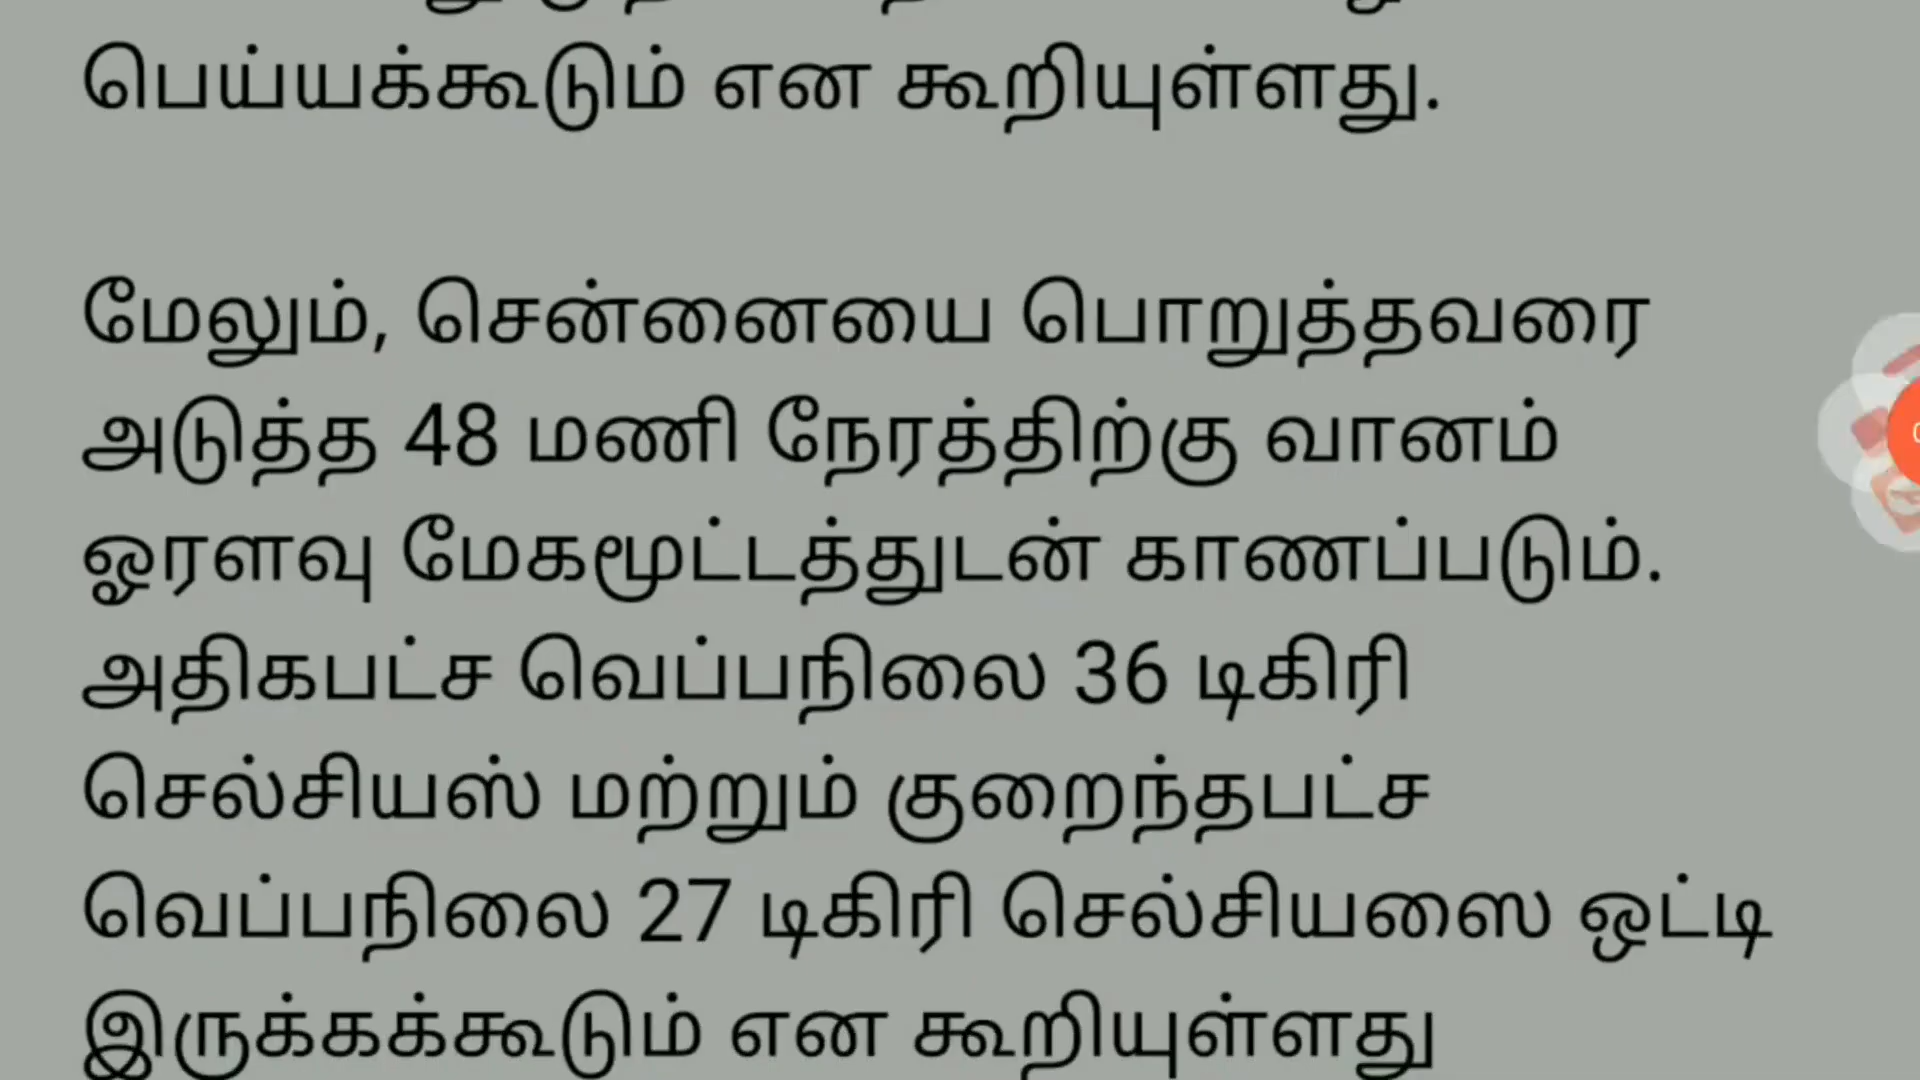 பெய்யக்கூடும் என கூறியுள்ளது.
மேலும், சென்னையை பொறுத்தவரை
அடுத்த 48 மணி நேரத்திற்கு வானம்
ஓரளவு மேகமூட்டத்துடன் காணப்படும்.
அதிகபட்ச வெப்பநிலை 36 டிகிரி
செல்சியஸ் மற்றும் குறைந்தபட்ச
வெப்பநிலை 27 டிகிரி செல்சியஸை ஒட்டி
இருக்கக்கூடும் என கூறியுள்ளது